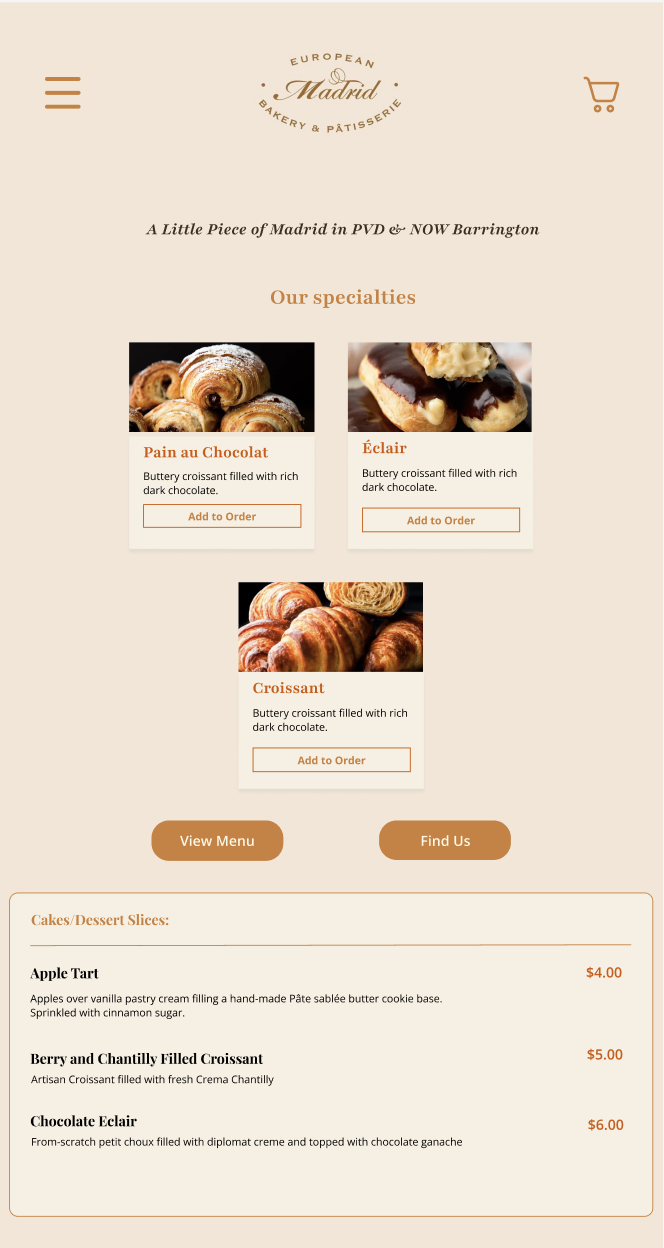 EUROPEAN
Madrid
BAKERY & PÂTISSERIE
A Little Piece of Madrid in PVD & NOW Barrington
Our specialties
Pain au Chocolat
Buttery croissant filled with rich
dark chocolate.
Add to Order
Éclair
Buttery croissant filled with rich
dark chocolate.
Add to Order
Croissant
Buttery croissant filled with rich
dark chocolate.
Add to Order
View Menu
Find Us
Cakes/Dessert Slices:
Apple Tart
$4.00
Apples over vanilla pastry cream filling a hand-made Pâte sablée butter cookie base.
Sprinkled with cinnamon sugar.
Berry and Chantilly Filled Croissant
$5.00
Artisan Croissant filled with fresh Crema Chantilly
Chocolate Eclair
$6.00
From-scratch petit choux filled with diplomat creme and topped with chocolate ganache